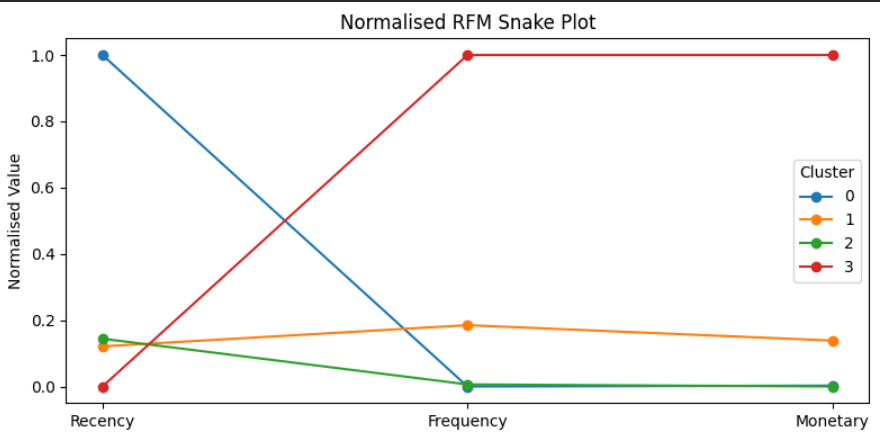 Normalised RFM Snake Plot
Normalised Value
1.0
0.8
0.6
0.4
0.2
0.0
Recency
Frequency
Monetary
Cluster
0
1
2
3